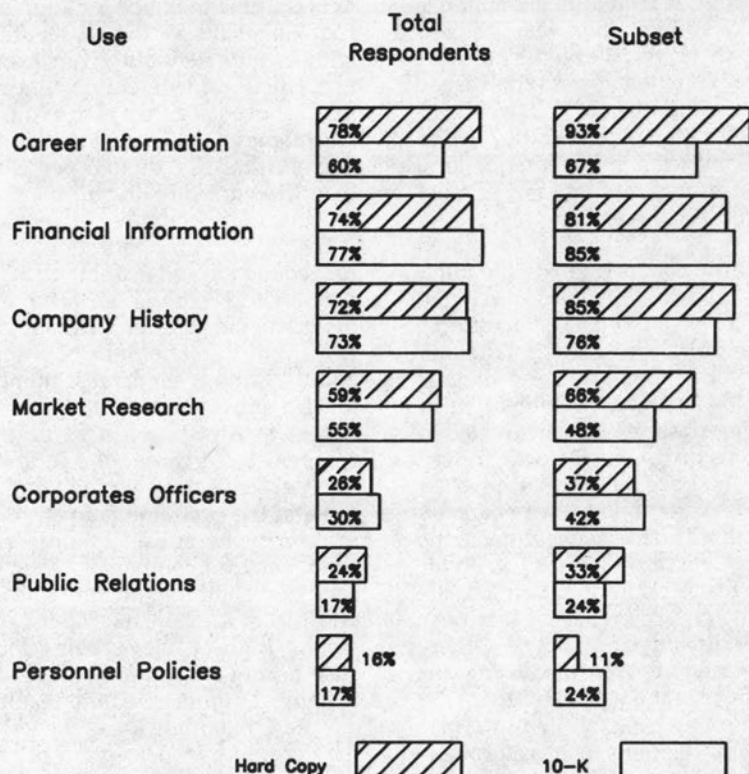 Use
Total
Respondents
Subset
Career Information
78%
93%
60%
67%
Financial Information
74%
81%
77%
85%
Company History
72%
85%
73%
76%
Market Research
59%
66%
55%
48%
Corporates Officers
26%
37%
30%
42%
Public Relations
24%
33%
17%
24%
Personnel Policies
16%
11%
17%
24%
Hard Copy
10-K